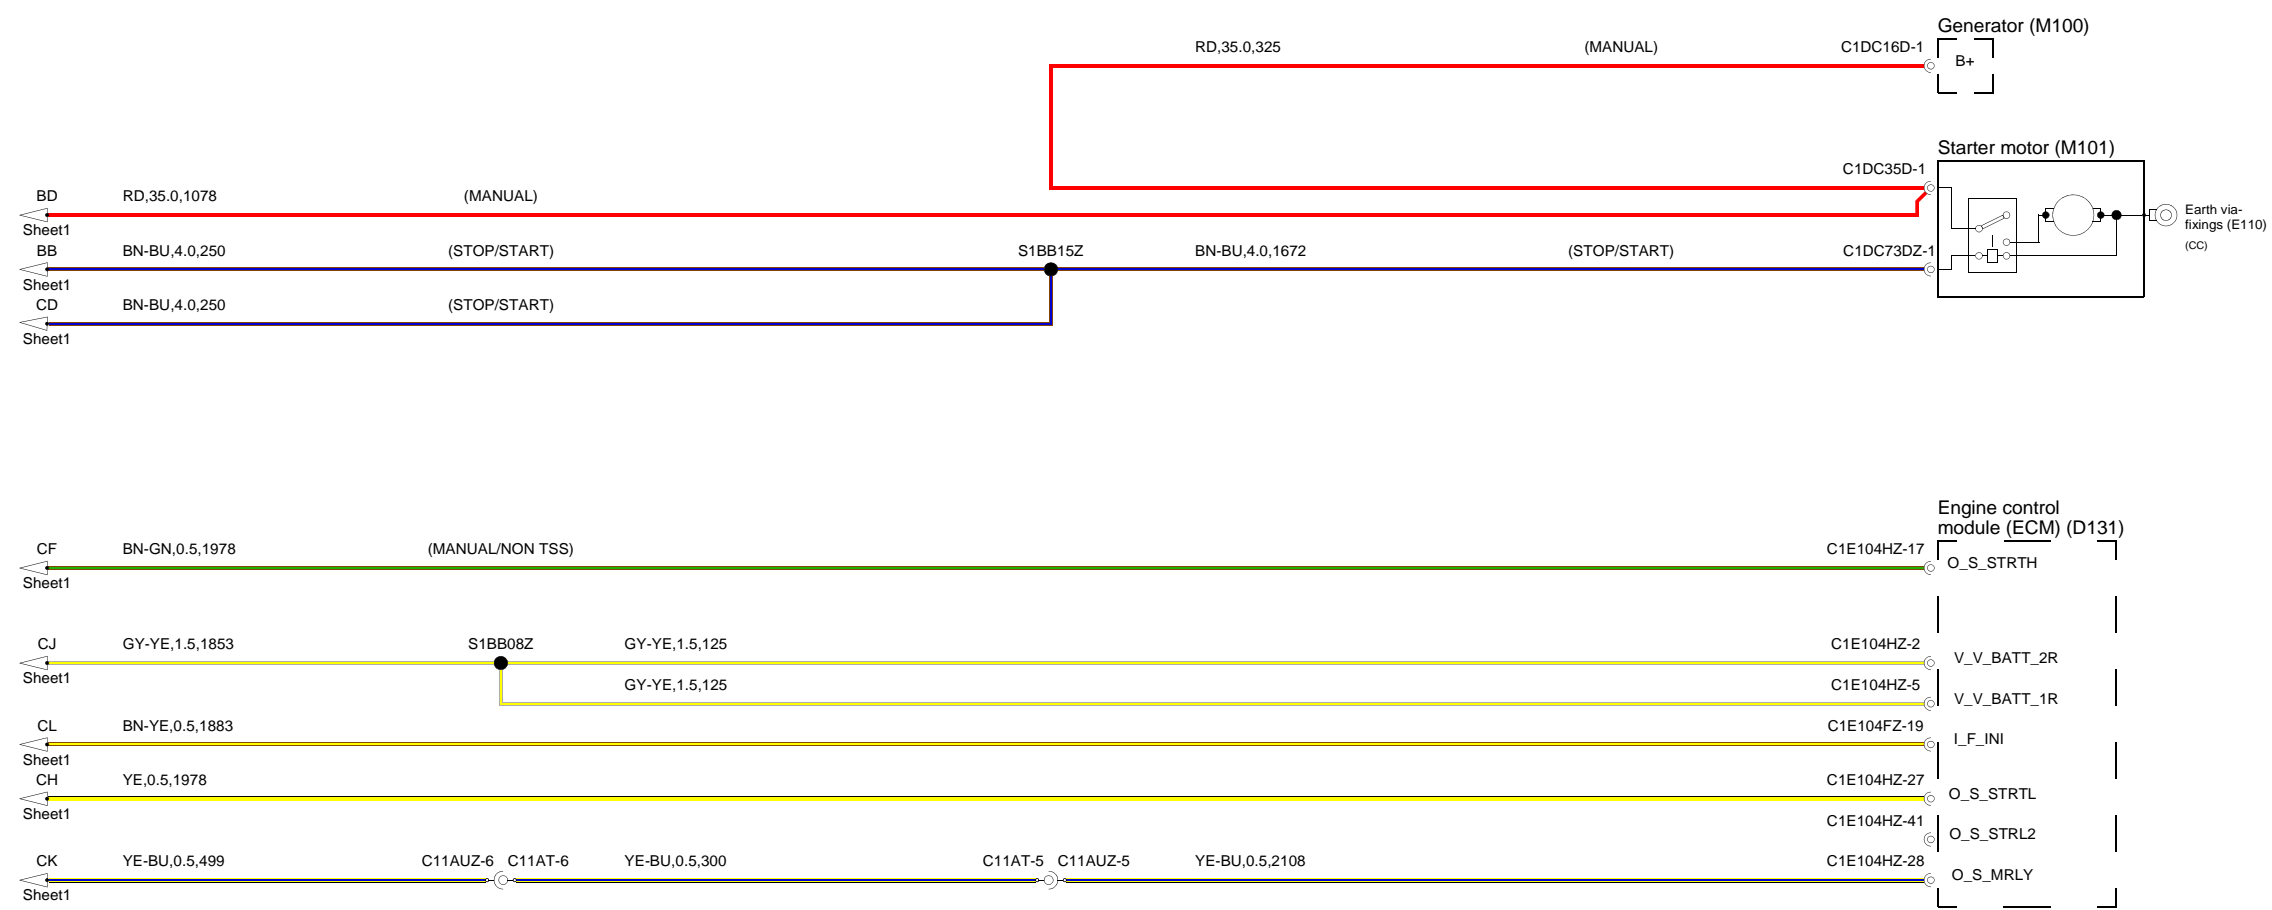 Generator (M100)
RD,35.0,325 (MANUAL) C1DC16D-1
B+
Starter motor (M101)
C1DC35D-1
BD RD,35.0,1078 (MANUAL)
Sheet1
Earth via-
fixings (E110)
(CC)
BB BN-BU,4.0,250 (STOP/START) S1BB15Z BN-BU,4.0,1672 (STOP/START) C1DC73DZ-1
Sheet1
CD BN-BU,4.0,250 (STOP/START)
Sheet1
Engine control
module (ECM) (D131)
CF BN-GN,0.5,1978 (MANUAL/NON TSS) C1E104HZ-17
O_S_STRTH
Sheet1
CJ GY-YE,1.5,1853 S1BB08Z GY-YE,1.5,125 C1E104HZ-2
V_V_BATT_2R
Sheet1
GY-YE,1.5,125 C1E104HZ-5
V_V_BATT_1R
CL BN-YE,0.5,1883 C1E104FZ-19
I_F_INI
Sheet1
CH YE,0.5,1978 C1E104HZ-27
O_S_STRTL
Sheet1
C1E104HZ-41
O_S_STRL2
CK YE-BU,0.5,499 C11AUZ-6 C11AT-6 YE-BU,0.5,300 C11AT-5 C11AUZ-5 YE-BU,0.5,2108 C1E104HZ-28
O_S_MRLY
Sheet1